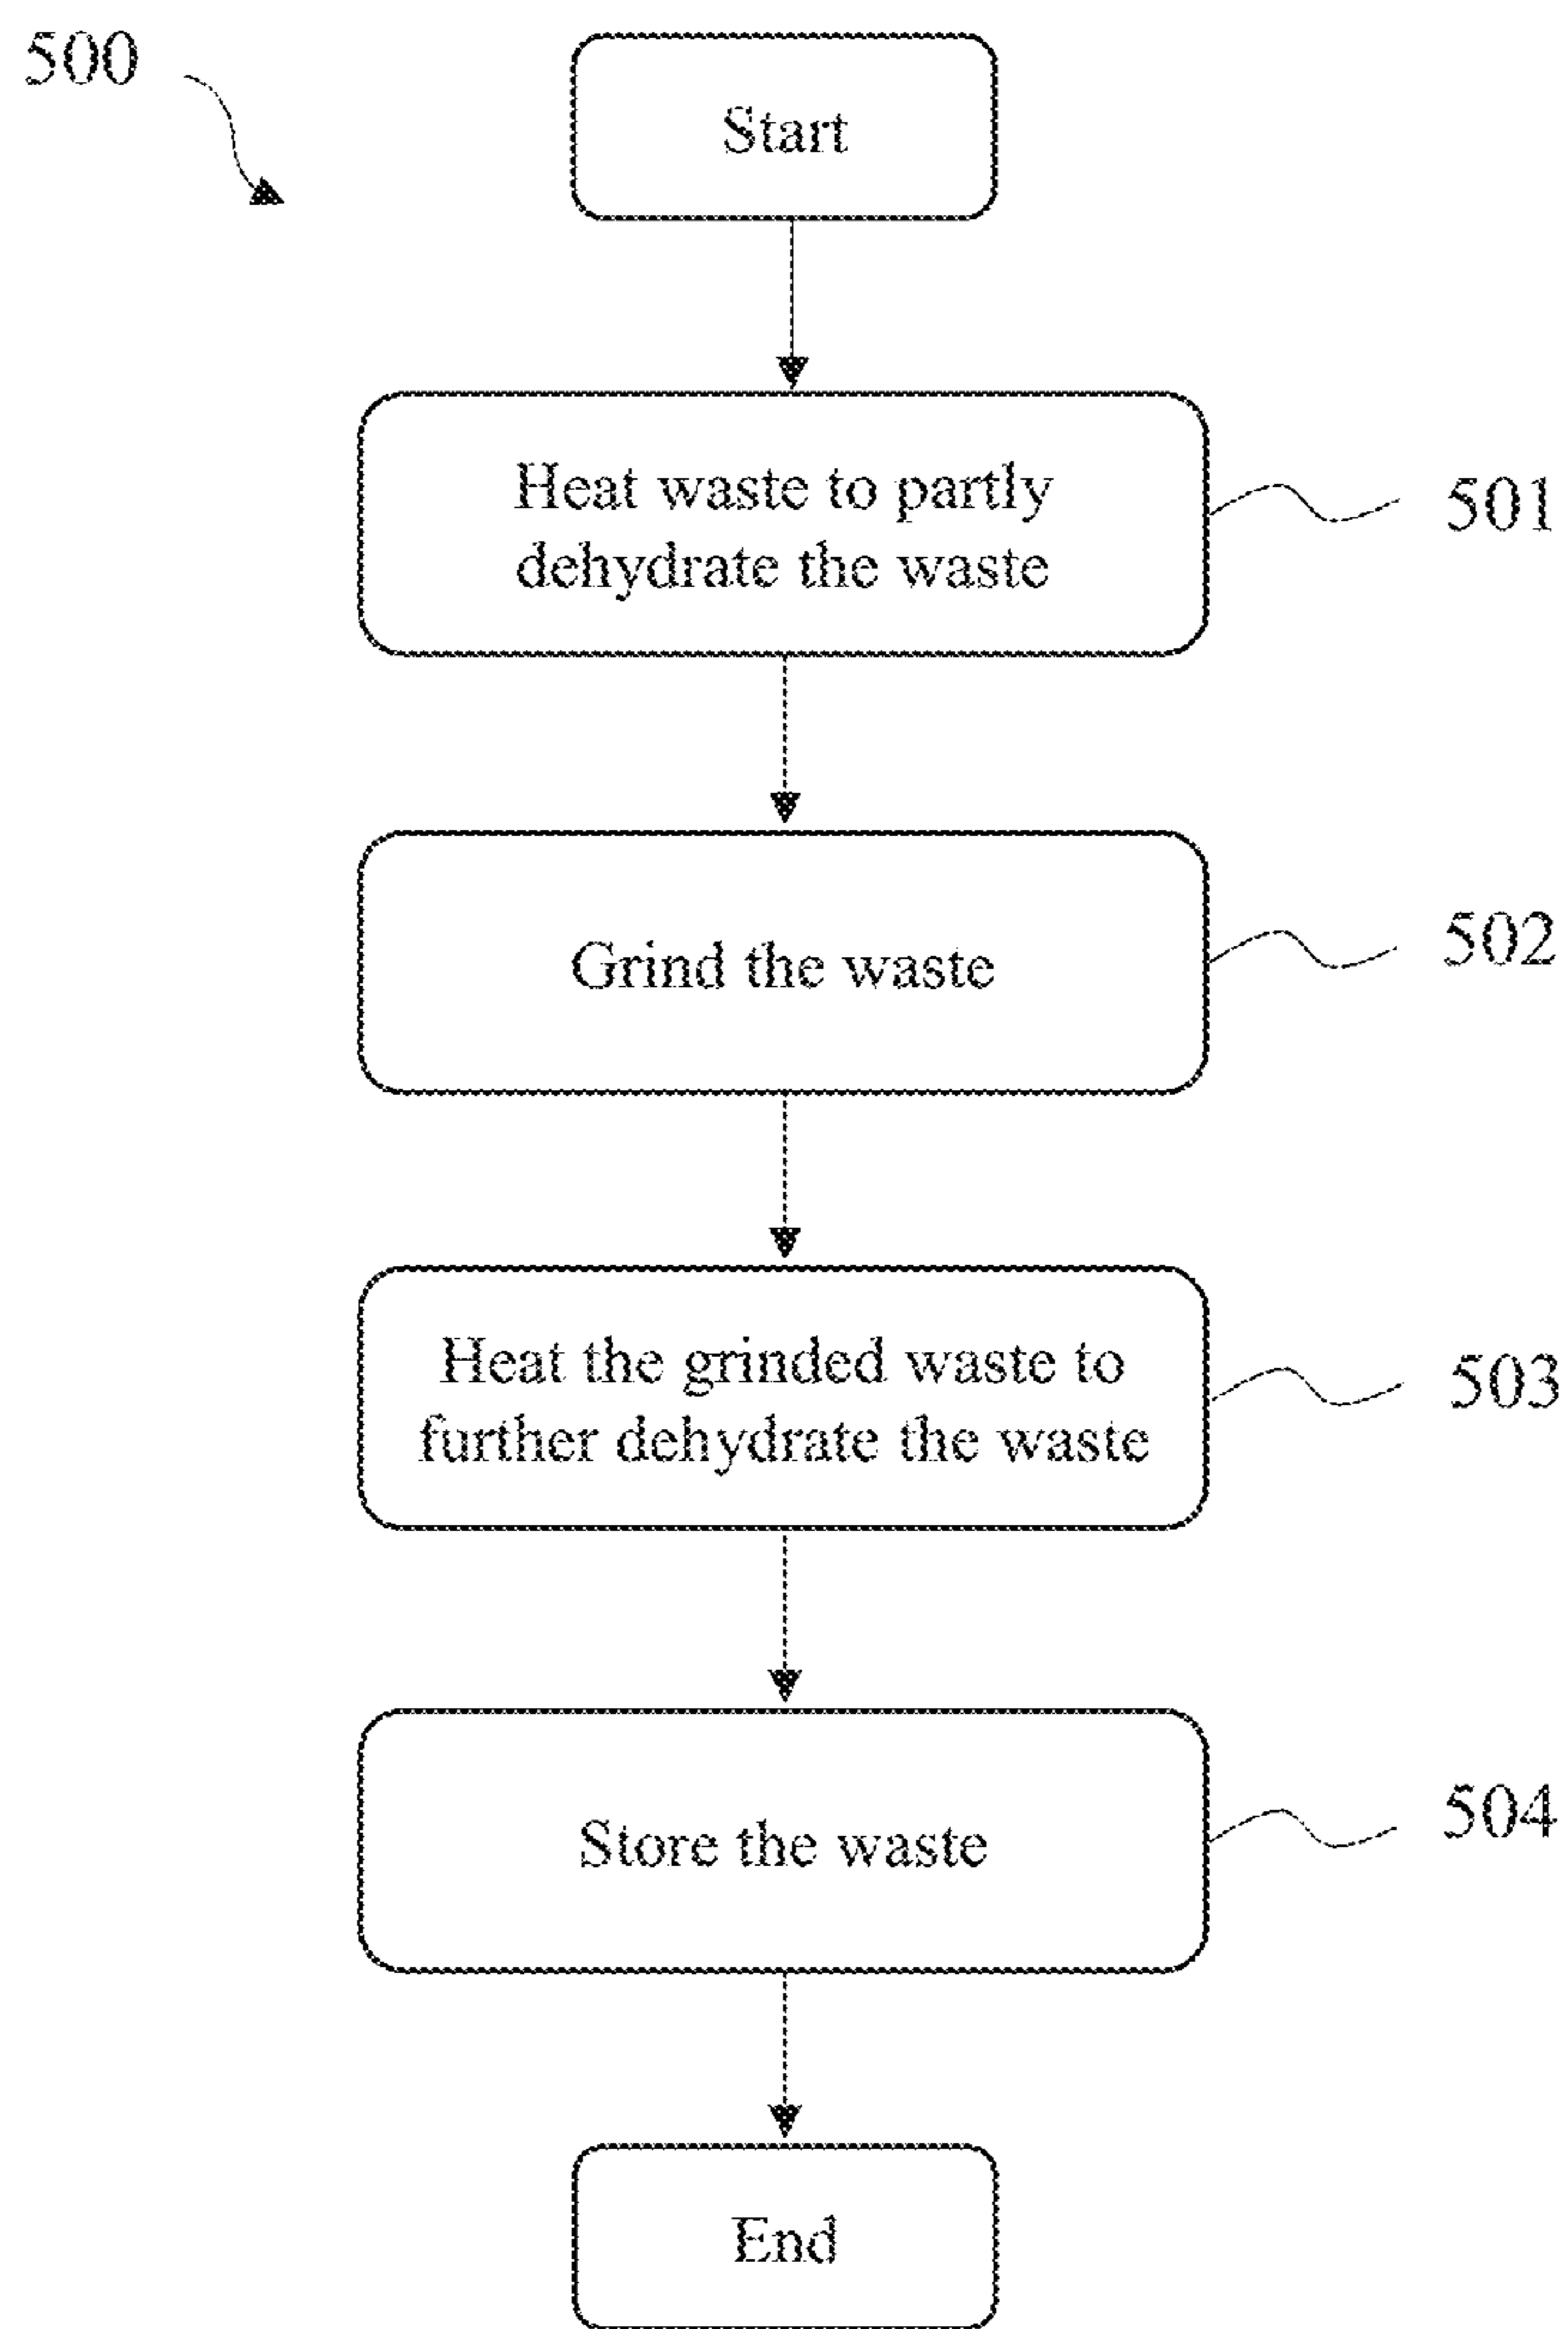 500
Start
Heat waste to partly
dehydrate the waste
501
Grind the waste
502
Heat the grinded waste to
further dehydrate the waste
503
Store the waste
504
End